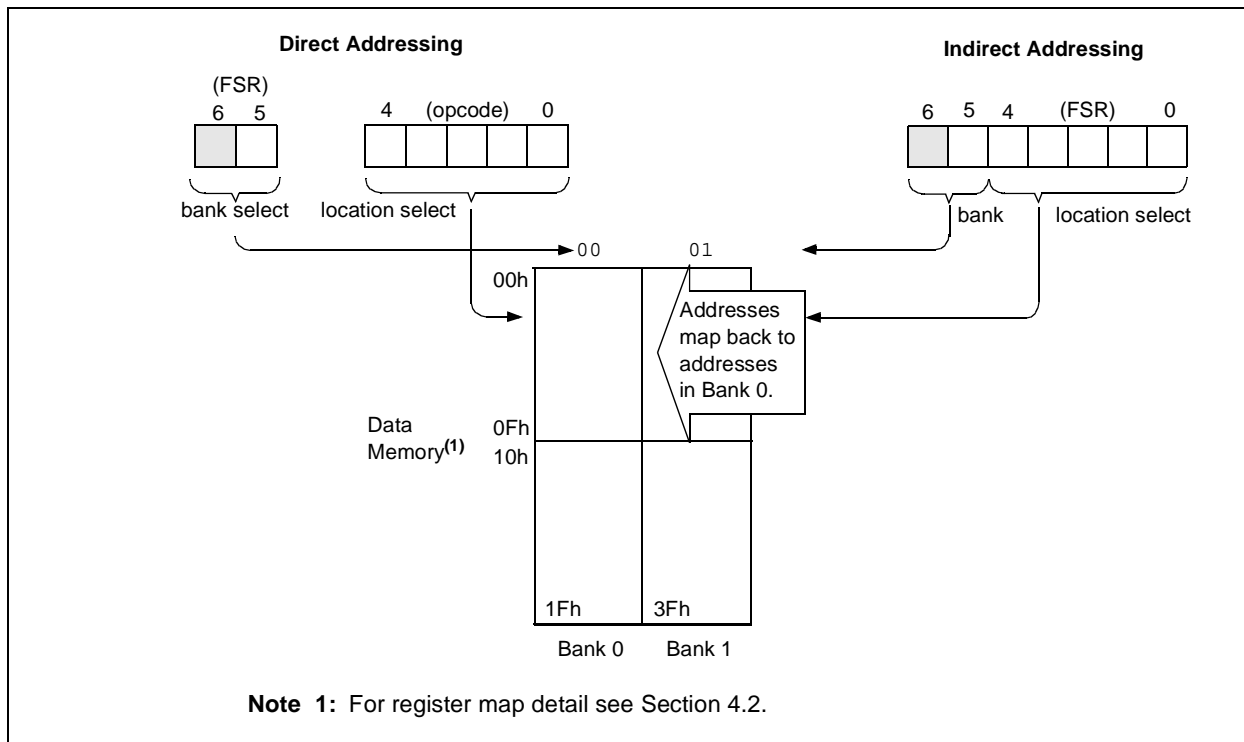 Direct Addressing
Indirect Addressing
(FSR)
6 5
4 (opcode) 0
6 5 4 (FSR) 0
bank select
location select
bank
location select
00 01
00h
Addresses
map back to
addresses
in Bank 0.
Data
Memory(1)
0Fh
10h
1Fh
3Fh
Bank 0
Bank 1
Note 1: For register map detail see Section 4.2.